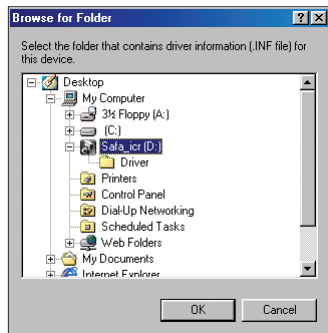 Browse for Folder
Select the folder that contains driver information (.INF file) for
this device.
Desktop
My Computer
3½ Floppy (A:)
(C:)
Safa_icr (D:)
Driver
Printers
Control Panel
Dial-Up Networking
Scheduled Tasks
Web Folders
My Documents
Internet Explorer
OK
Cancel